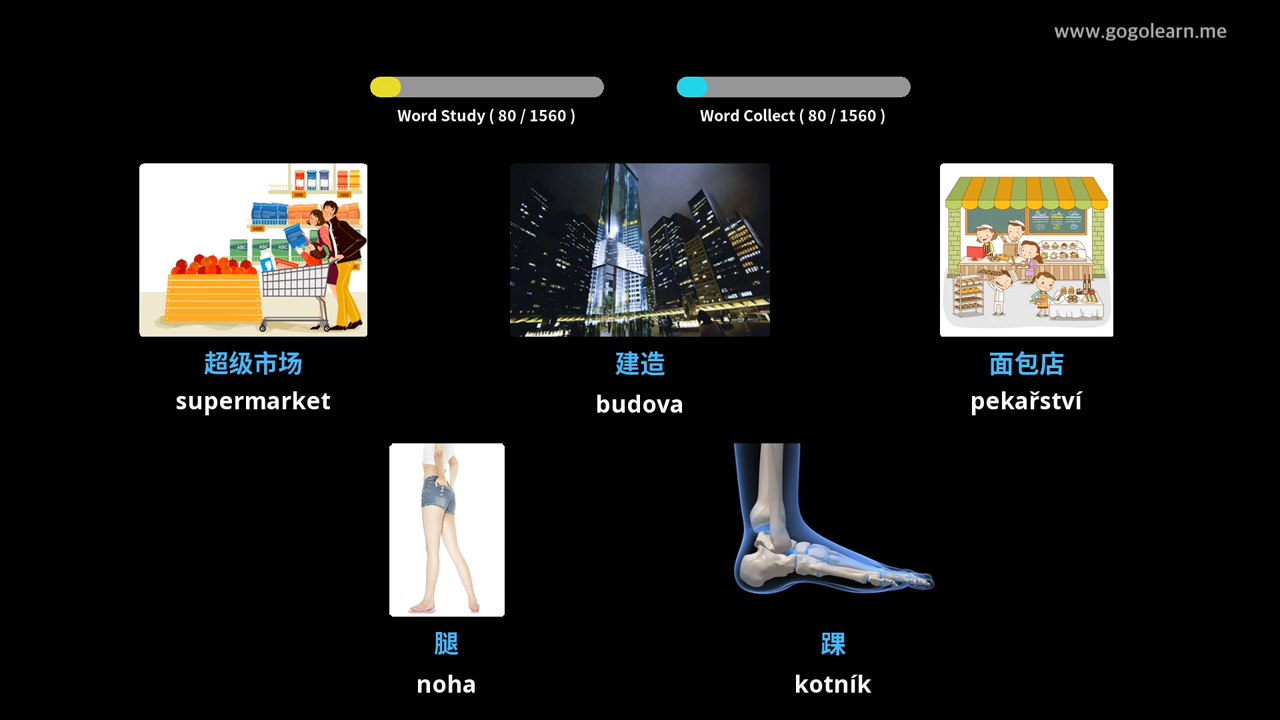 www.gogolearn.me
Word Study ( 80 / 1560 )
Word Collect ( 80 / 1560 )
超级市场
建造
面包店
supermarket
budova
pekařství
腿
踝
noha
kotník